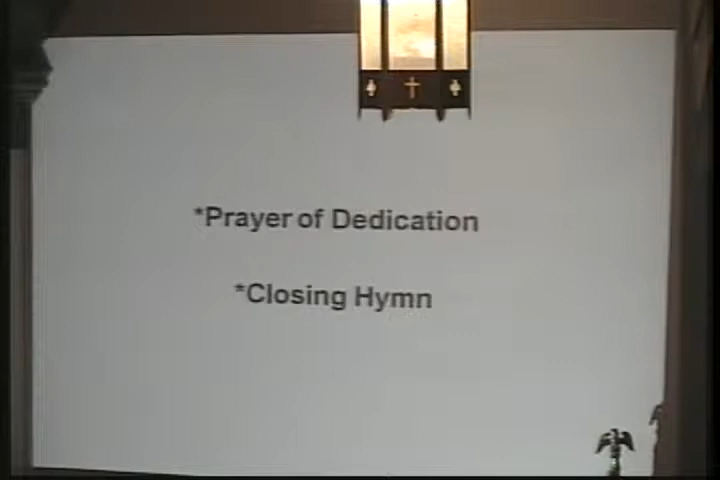 *Prayer of Dedication
*Closing Hymn